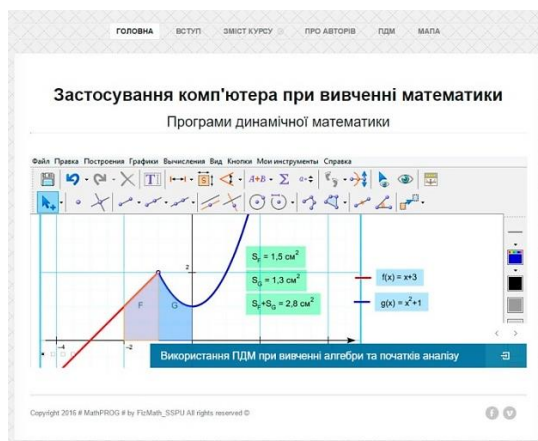 ГОЛОВНА ВСТУП ЗМІСТ КУРСУ ПРО АВТОРІВ ПДМ МАПА
Застосування комп'ютера при вивченні математики
Програми динамічної математики
Файл Правка Построения Графики Вычисления Вид Кнопки Мои инструменты Справка
A+B Σ
2
S_F = 1,5 см²
S_G = 1,3 см²
S_F+S_G = 2,8 см²
f(x) = x+3
g(x) = x²+1
F G
-4 -2
Використання ПДМ при вивченні алгебри та початків аналізу
Copyright 2016 # MathPROG # by FizMath_SSPU All rights reserved ©